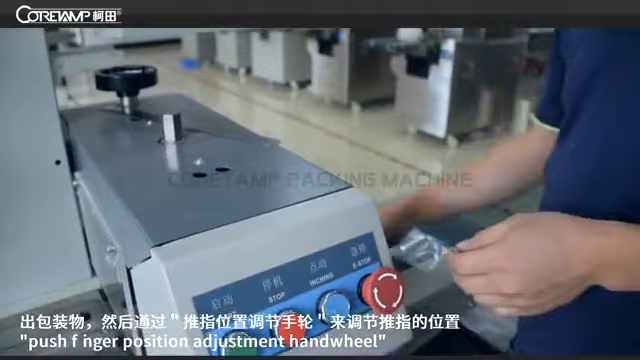 CORETAMP 柯田
CORETAMP PACKING MACHINE
启动 停机 点动 急停
STOP INCHING E-STOP
出包装物，然后通过＂推指位置调节手轮＂来调节推指的位置
"push f nger position adjustment handwheel"